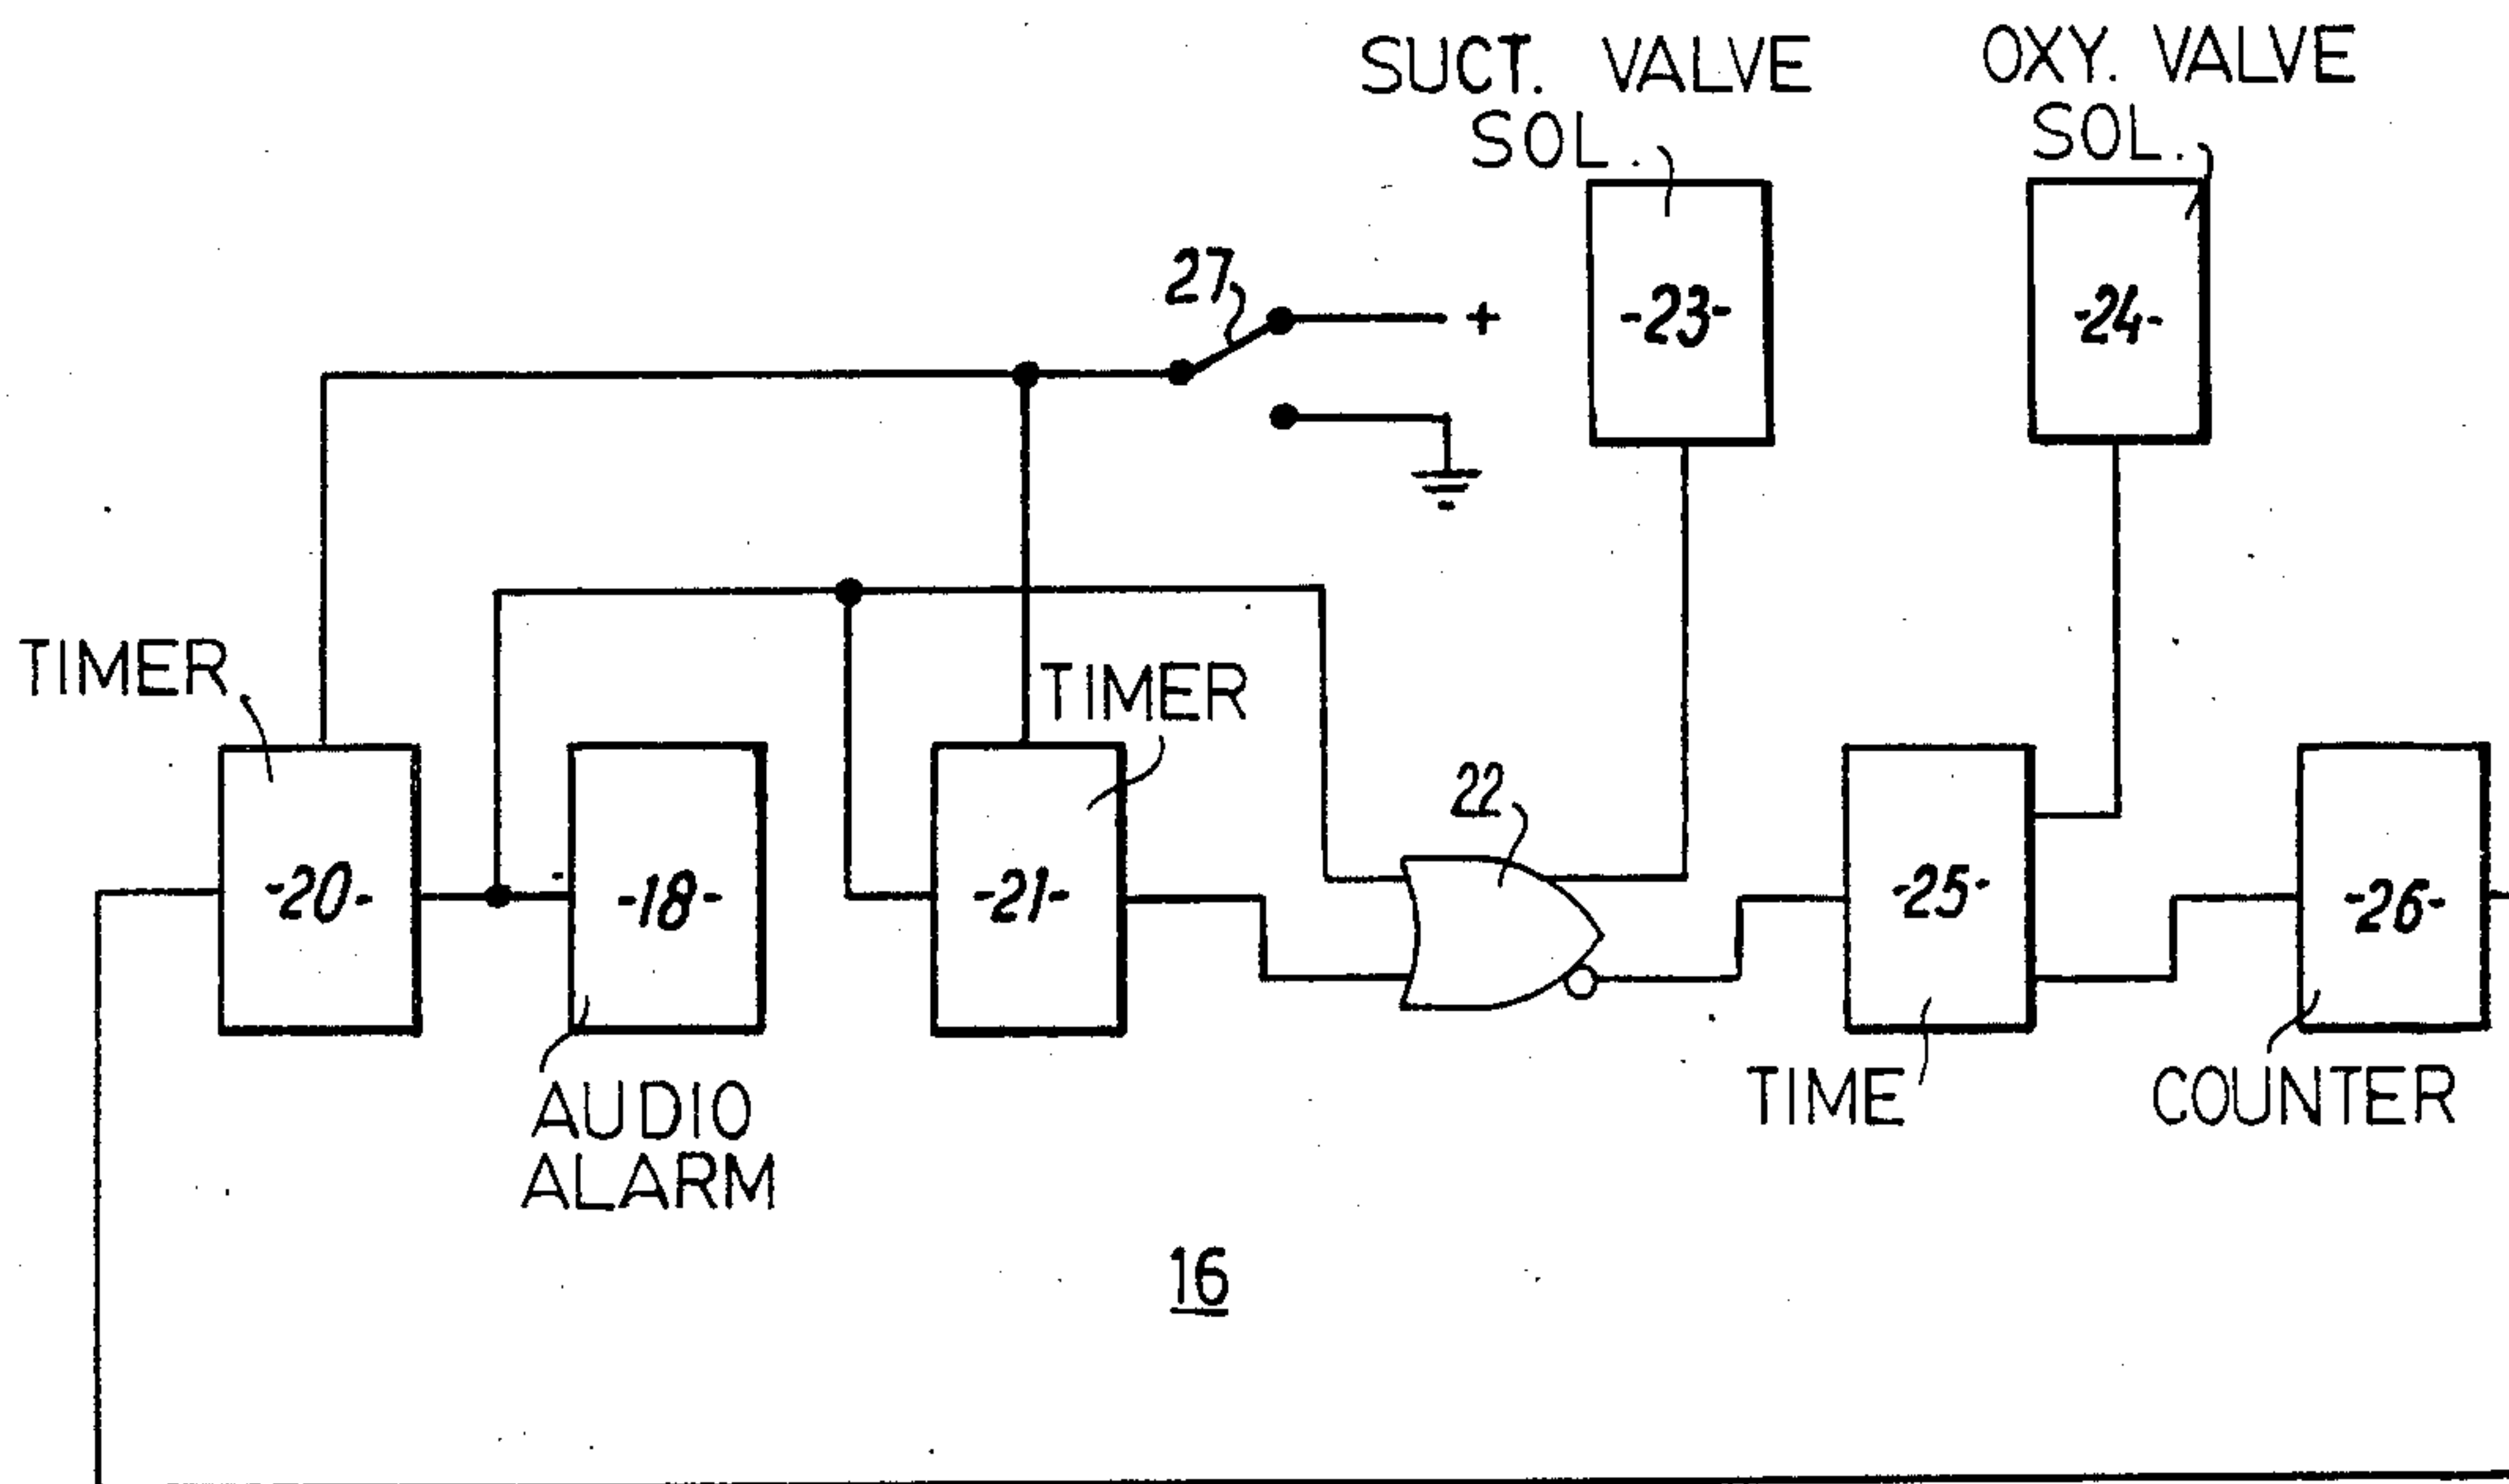 SUCT. VALVE
SOL.
OXY. VALVE
SOL.
27
+
-23-
-24-
TIMER
TIMER
22
-20-
-18-
-21-
-25-
-26-
AUDIO
ALARM
TIME
COUNTER
16